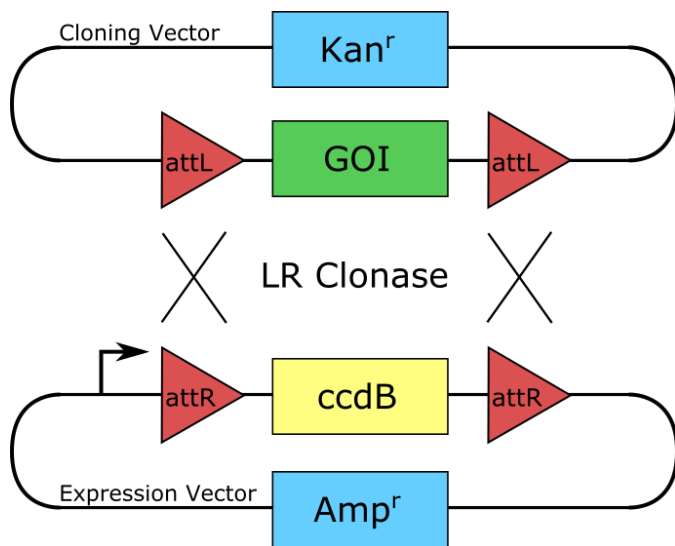 Cloning Vector
Kanʳ
attL GOI attL
LR Clonase
attR ccdB attR
Expression Vector
Ampʳ